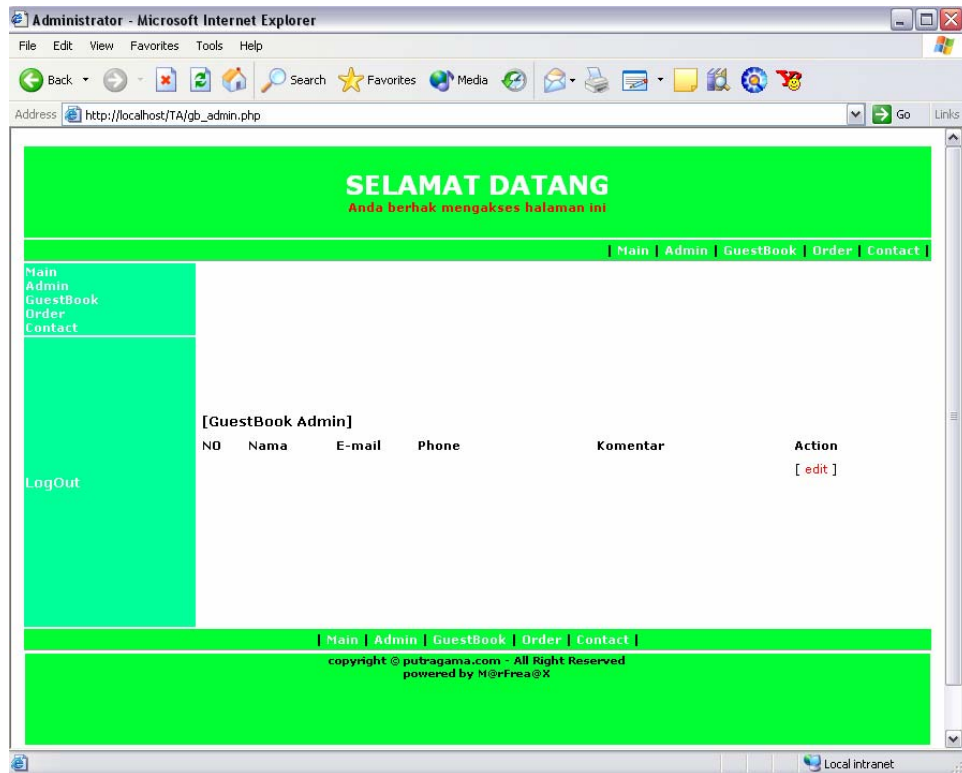 Administrator - Microsoft Internet Explorer
File Edit View Favorites Tools Help
Back Search Favorites Media
Address http://localhost/TA/gb_admin.php Go Links
SELAMAT DATANG
Anda berhak mengakses halaman ini
| Main | Admin | GuestBook | Order | Contact |
Main
Admin
GuestBook
Order
Contact
[GuestBook Admin]
NO Nama E-mail Phone Komentar Action
[ edit ]
LogOut
| Main | Admin | GuestBook | Order | Contact |
copyright © putragama.com - All Right Reserved
powered by M@rFrea@X
Local intranet